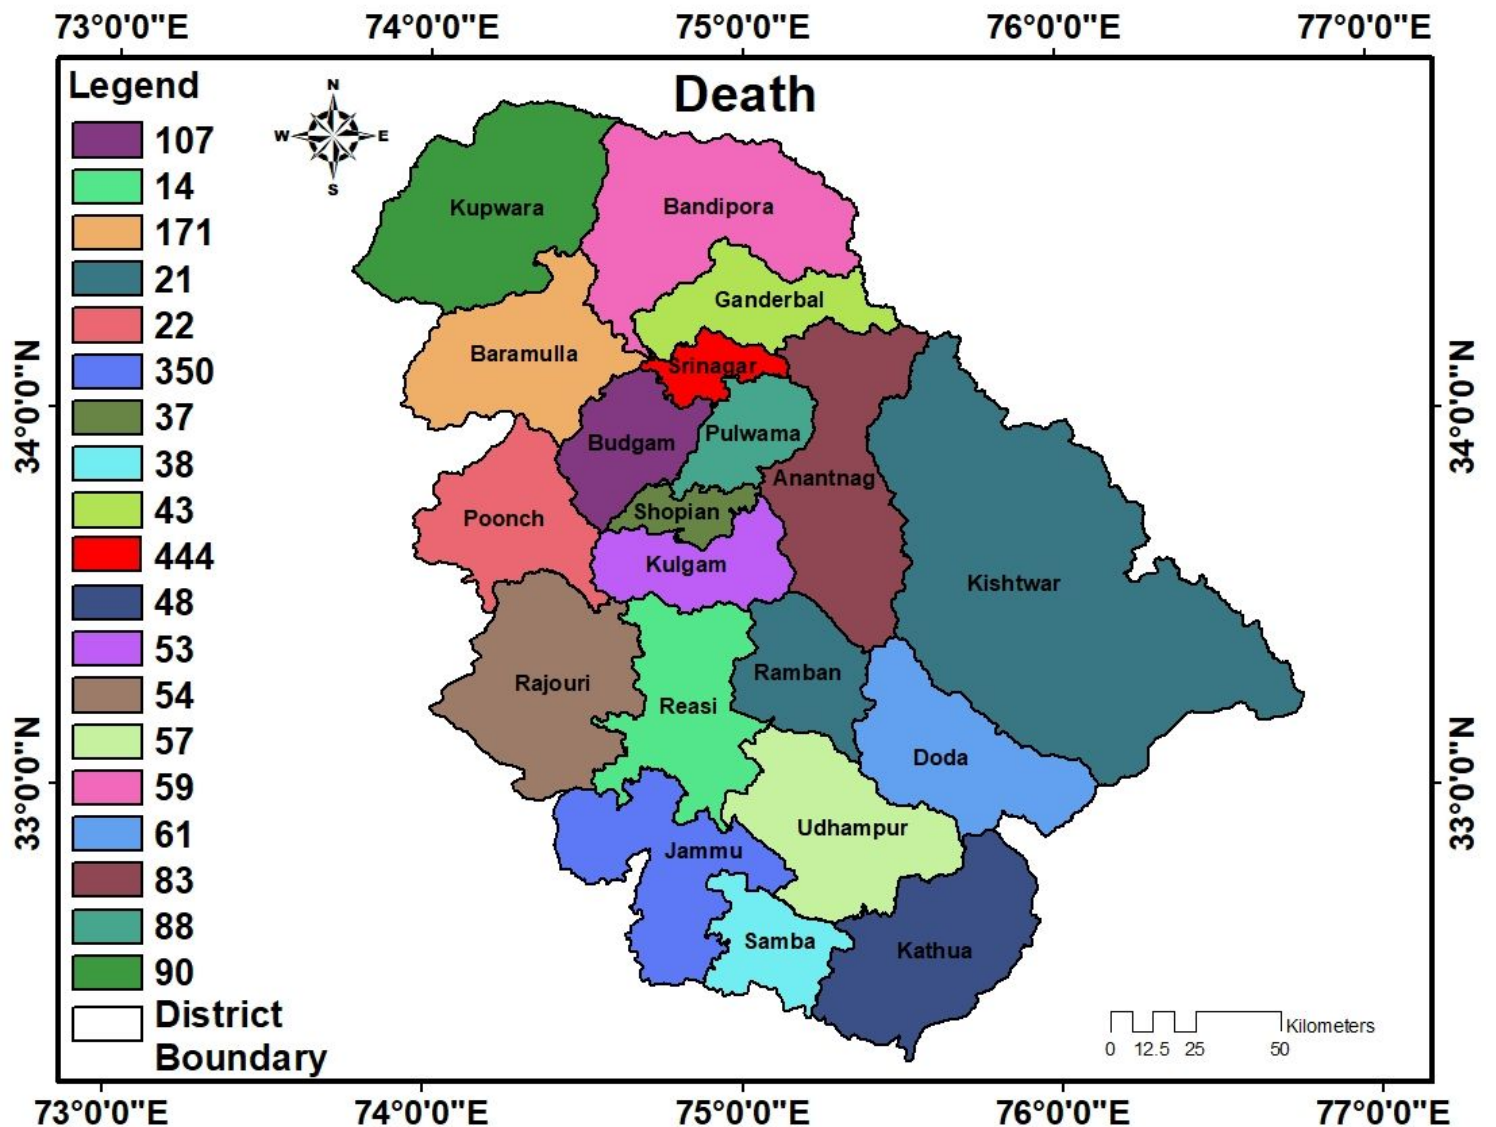 73°0'0"E 74°0'0"E 75°0'0"E 76°0'0"E 77°0'0"E
Legend
Death
N
W E
S
107
14
171
21
22
350
37
38
43
444
48
53
54
57
59
61
83
88
90
District
Boundary
Kupwara
Bandipora
Ganderbal
Baramulla
Srinagar
Budgam
Pulwama
Anantnag
Poonch
Shopian
Kulgam
Kishtwar
Rajouri
Reasi
Ramban
Doda
Udhampur
Jammu
Samba
Kathua
34°0'0"N
34°0'0"N
33°0'0"N
33°0'0"N
Kilometers
0 12.5 25 50
73°0'0"E 74°0'0"E 75°0'0"E 76°0'0"E 77°0'0"E